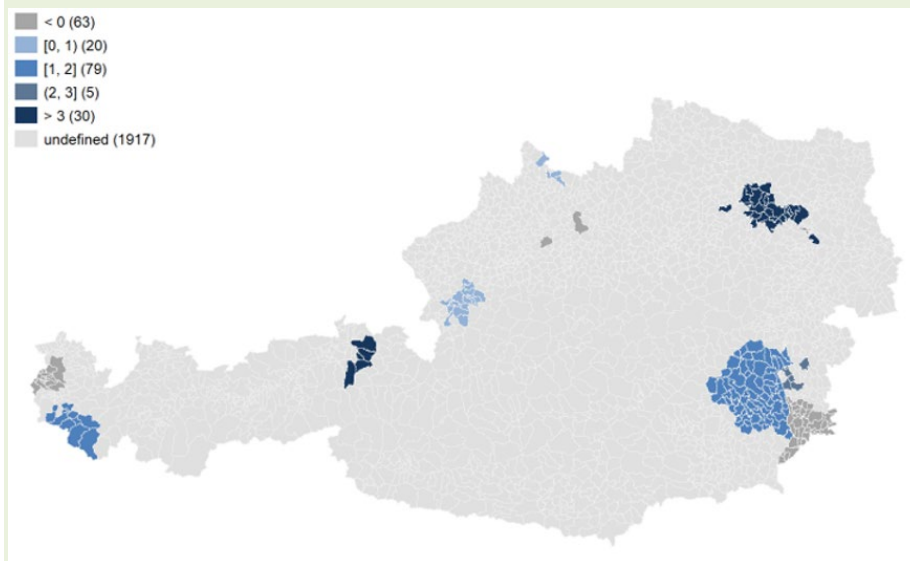 < 0 (63)
[0, 1) (20)
[1, 2] (79)
(2, 3] (5)
> 3 (30)
undefined (1917)